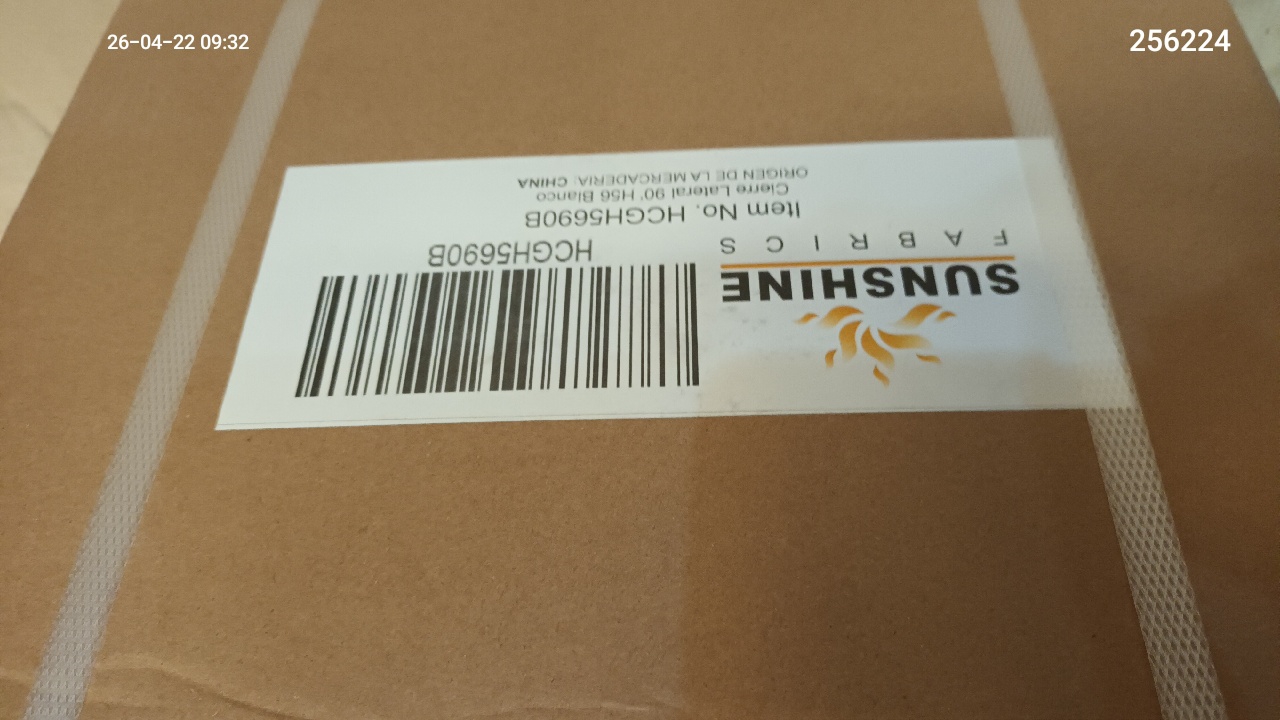 26-04-22 09:32
256224
SUNSHINE
FABRICS
HCGH5690B
Item No. HCGH5690B
Cierre Lateral 90° H56 Blanco
ORIGEN DE LA MERCADERIA: CHINA